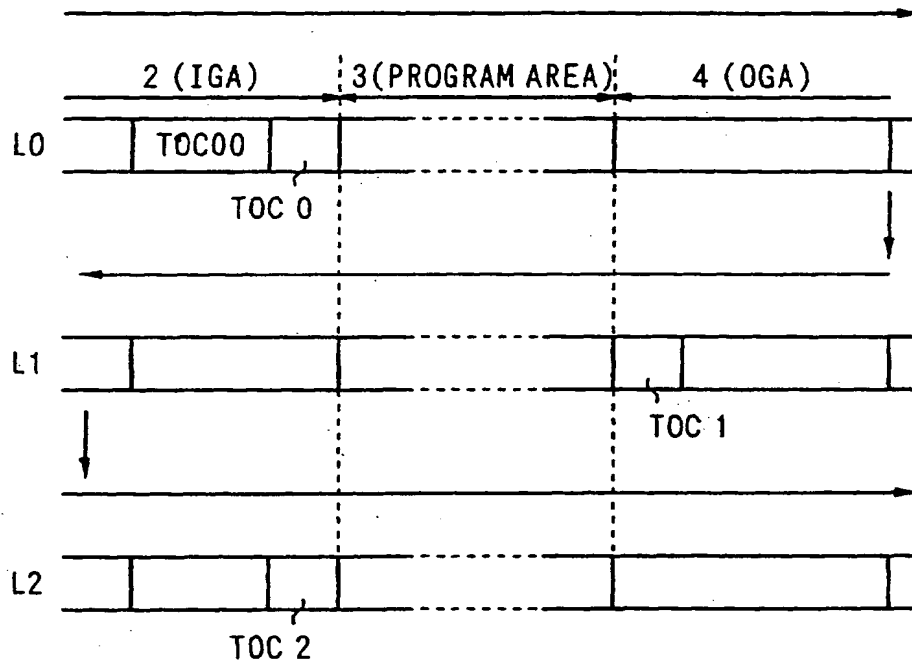 2 (IGA) 3(PROGRAM AREA) 4 (OGA)
L0 TOC00
TOC 0
L1
TOC 1
L2
TOC 2